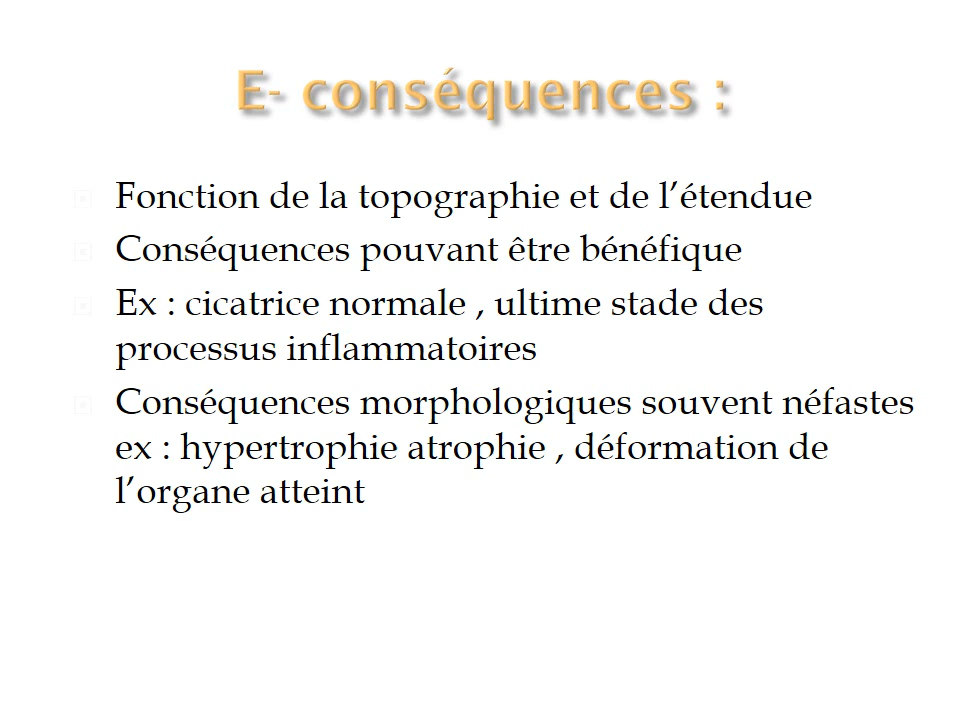 E- conséquences :
Fonction de la topographie et de l’étendue
Conséquences pouvant être bénéfique
Ex : cicatrice normale , ultime stade des
processus inflammatoires
Conséquences morphologiques souvent néfastes
ex : hypertrophie atrophie , déformation de
l’organe atteint